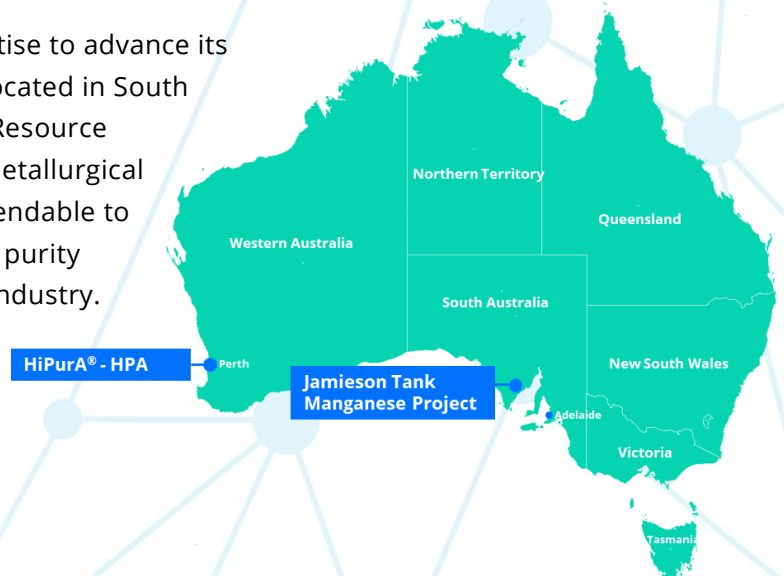 tise to advance its
ocated in South
Resource
etallurgical
endable to
purity
ndustry.
Northern Territory
Queensland
Western Australia
South Australia
HiPurA® - HPA
Perth
New South Wales
Jamieson Tank
Manganese Project
Adelaide
Victoria
Tasmania